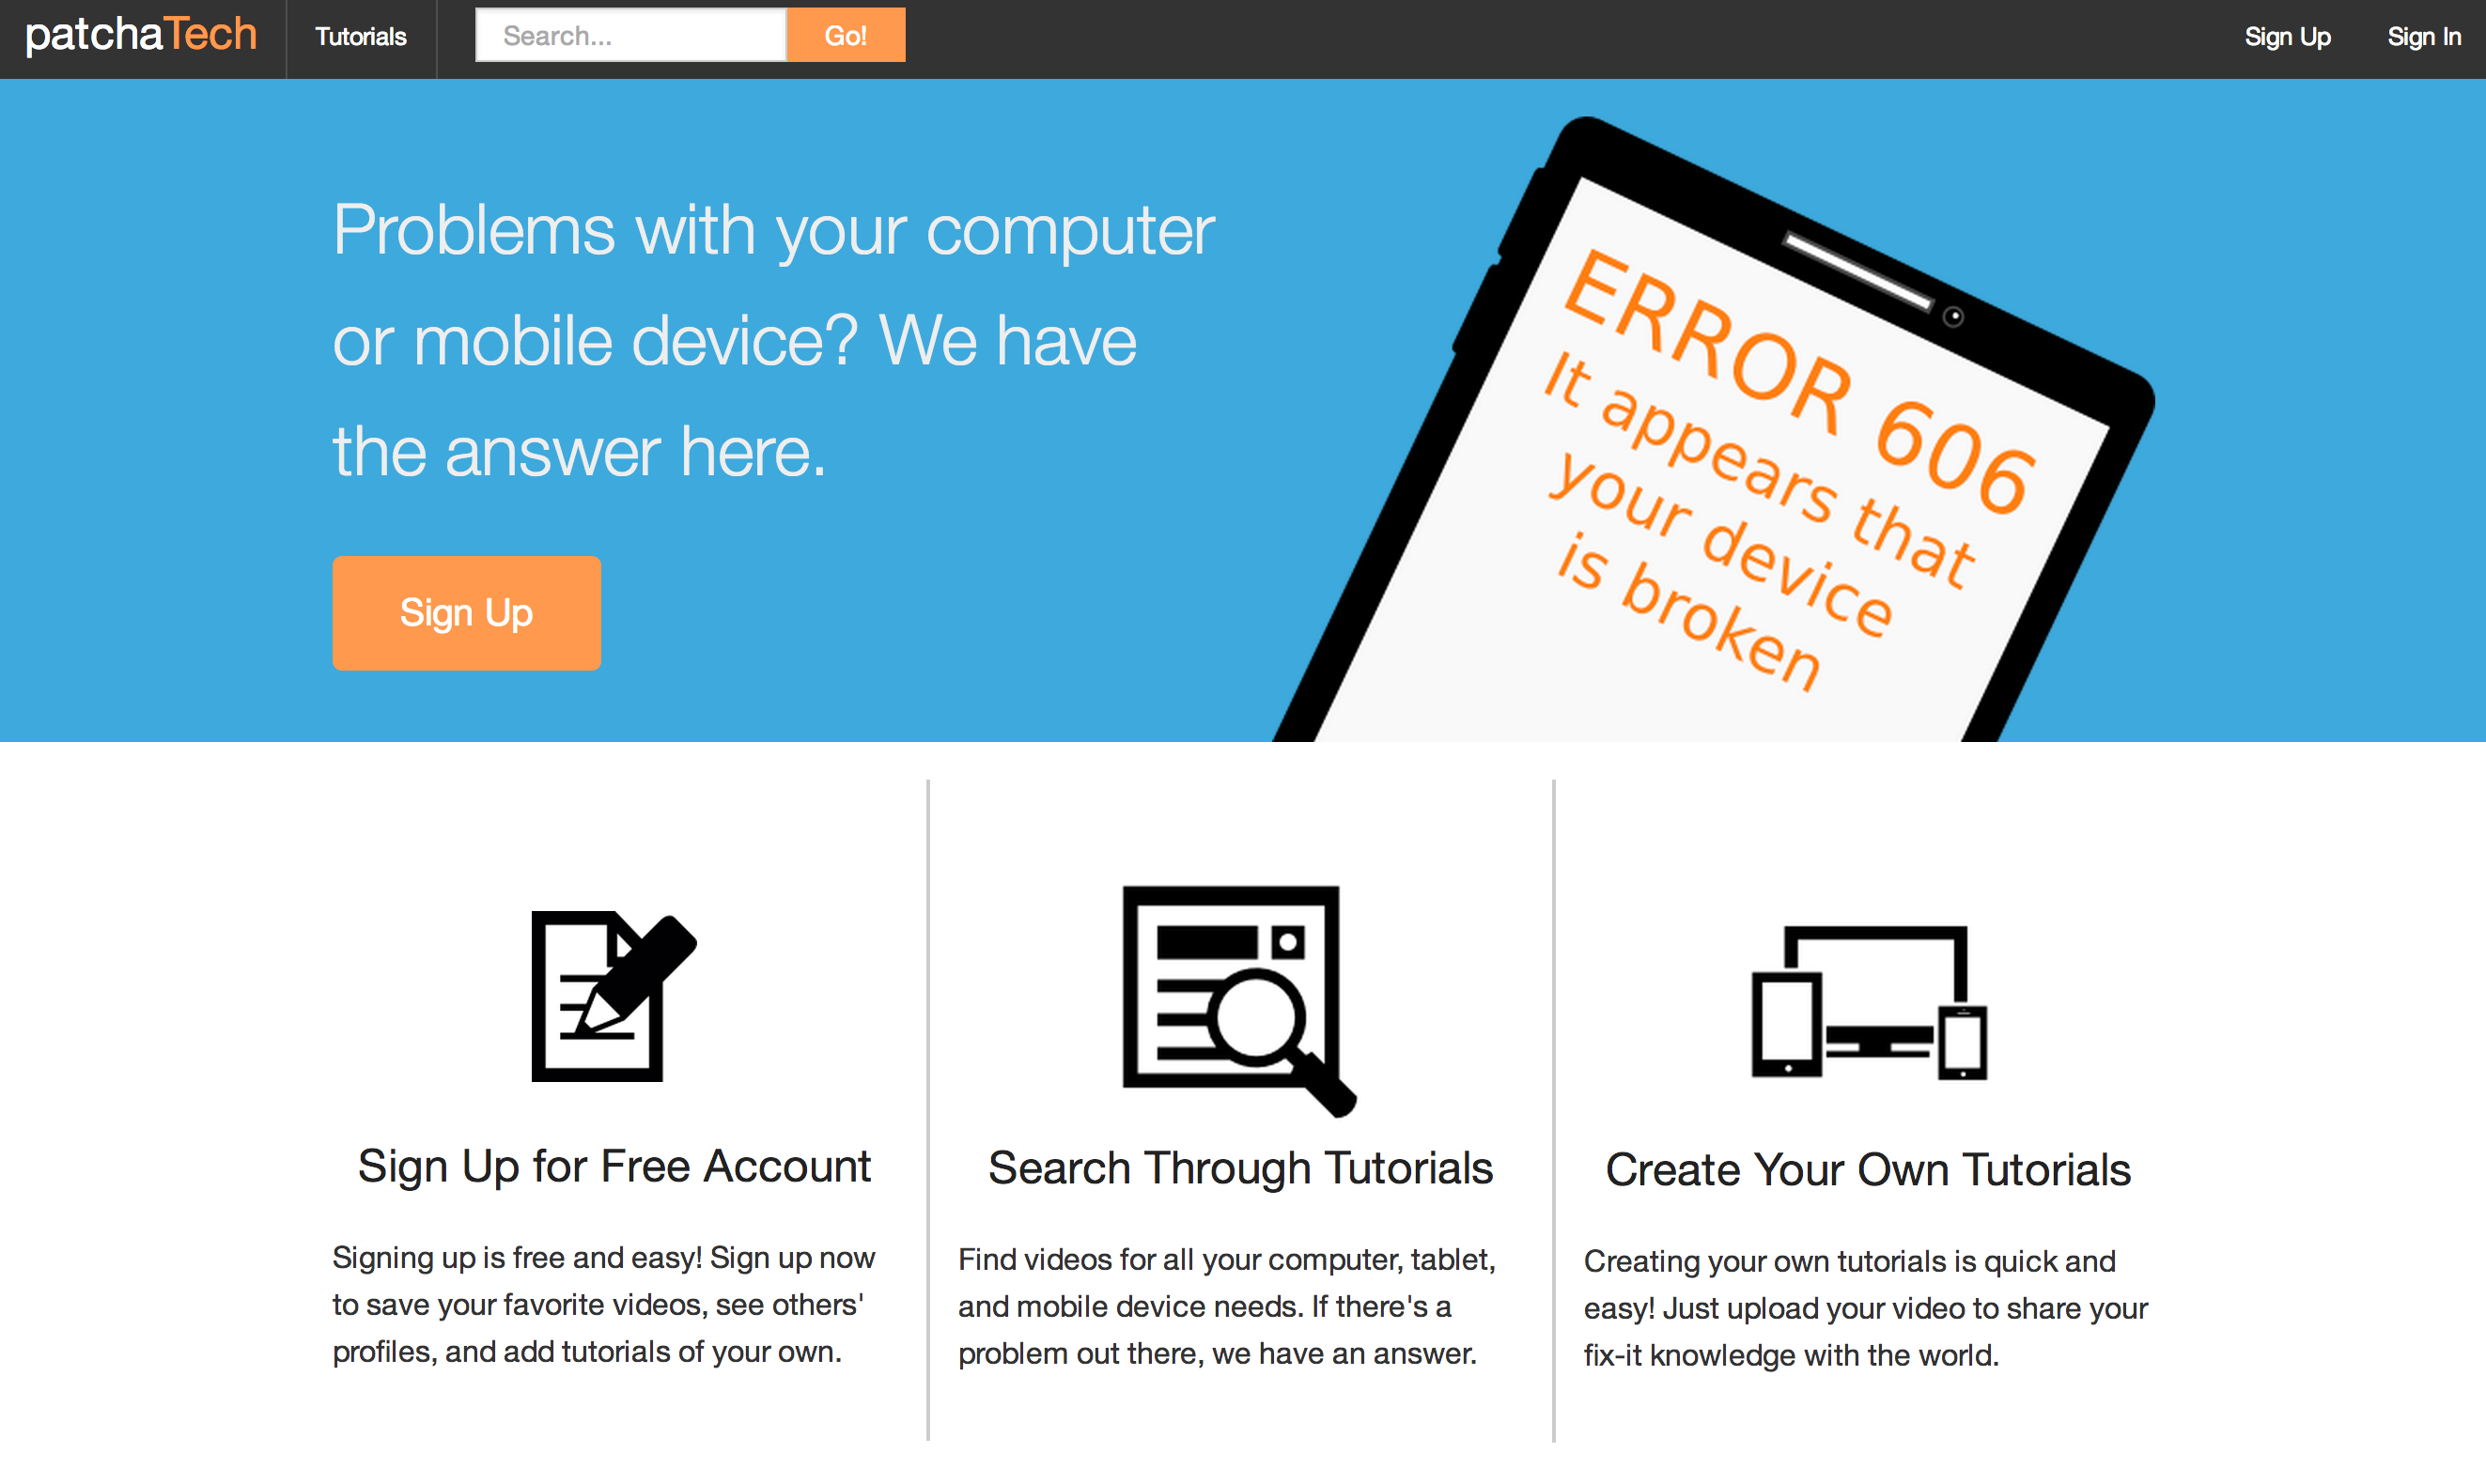 patchaTech
Tutorials
Search...
Go!
Sign Up
Sign In
Problems with your computer
or mobile device? We have
the answer here.
Sign Up
ERROR 606
It appears that
your device
is broken
Sign Up for Free Account
Signing up is free and easy! Sign up now
to save your favorite videos, see others'
profiles, and add tutorials of your own.
Search Through Tutorials
Find videos for all your computer, tablet,
and mobile device needs. If there's a
problem out there, we have an answer.
Create Your Own Tutorials
Creating your own tutorials is quick and
easy! Just upload your video to share your
fix-it knowledge with the world.